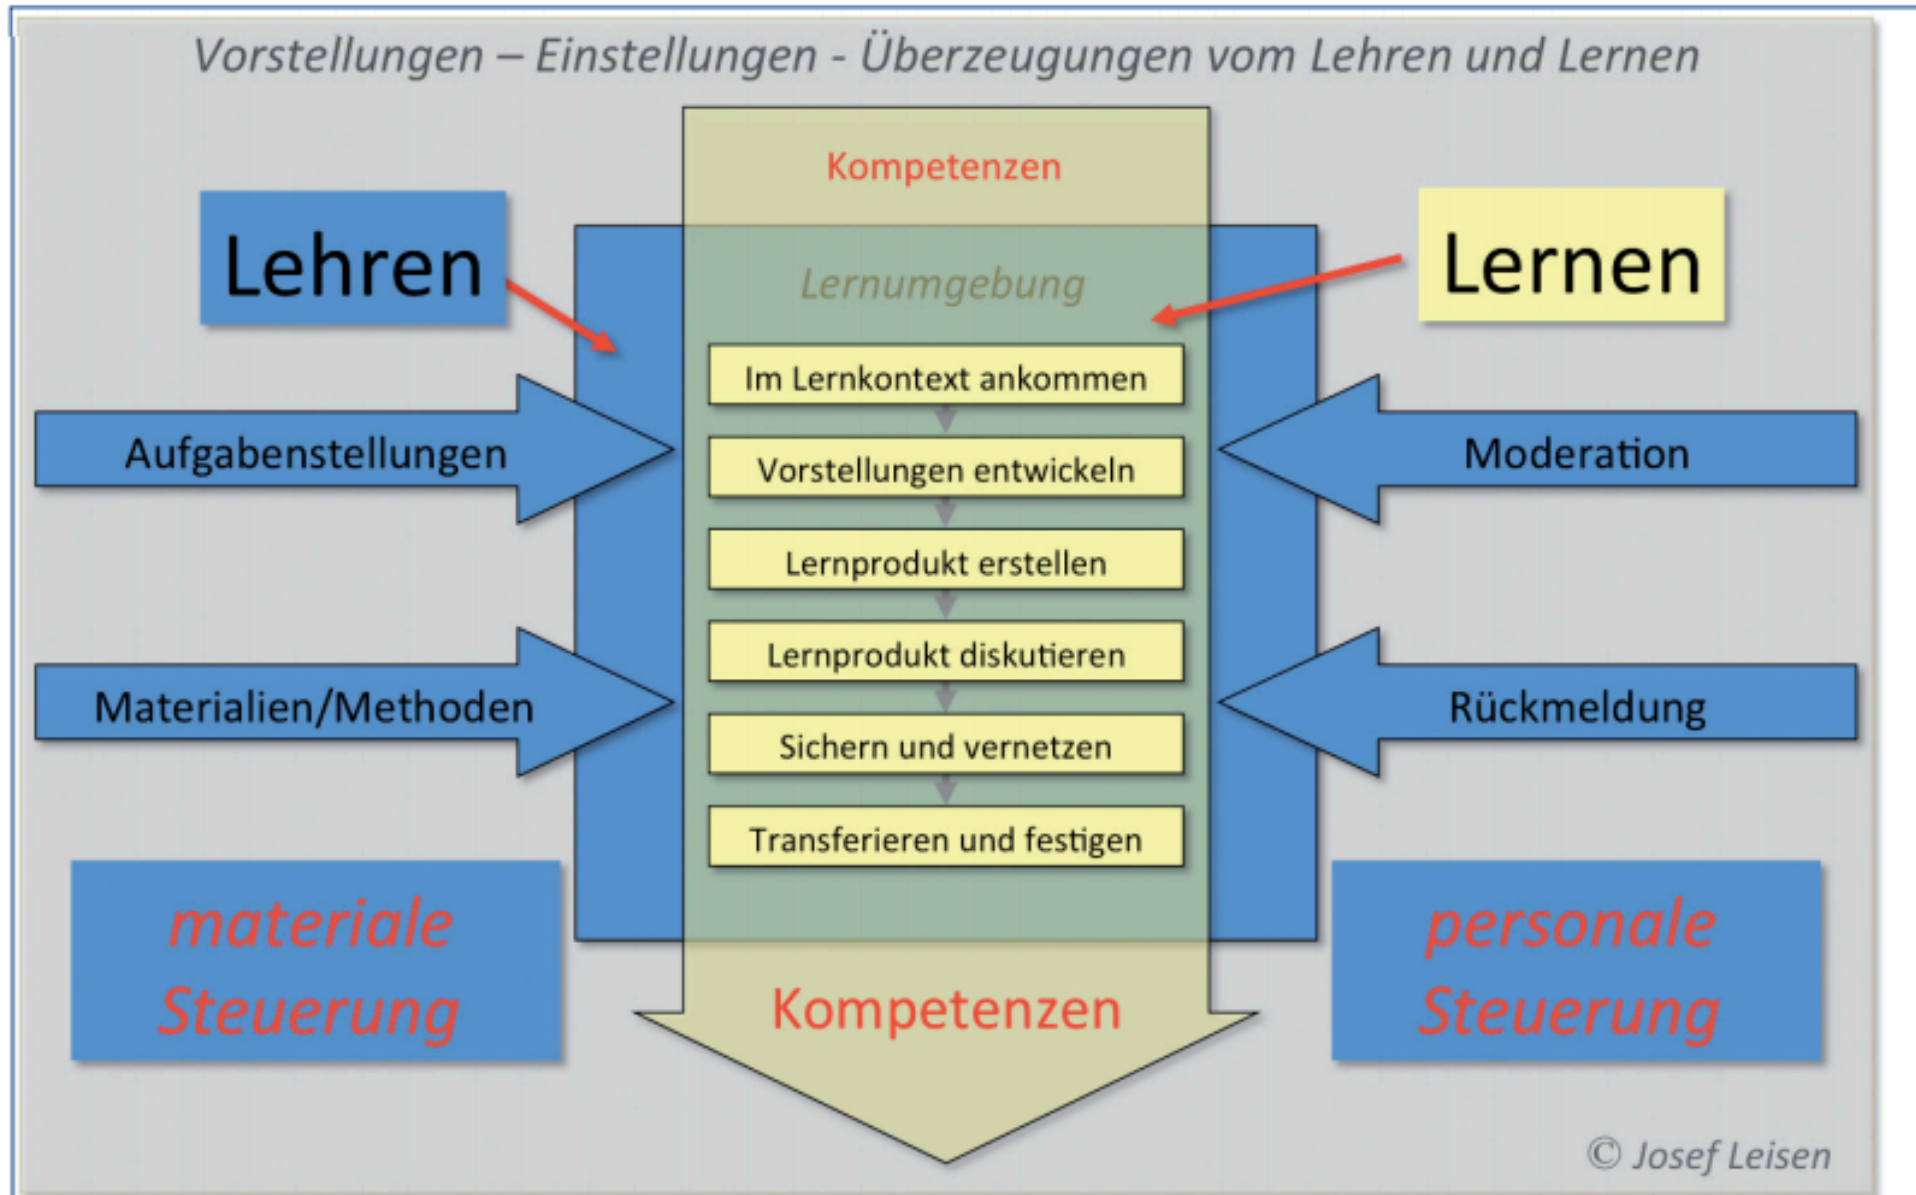 Vorstellungen – Einstellungen - Überzeugungen vom Lehren und Lernen
Kompetenzen
Lehren
Lernen
Lernumgebung
Im Lernkontext ankommen
Aufgabenstellungen
Vorstellungen entwickeln
Moderation
Lernprodukt erstellen
Lernprodukt diskutieren
Materialien/Methoden
Sichern und vernetzen
Rückmeldung
Transferieren und festigen
materiale
Steuerung
personale
Steuerung
Kompetenzen
© Josef Leisen